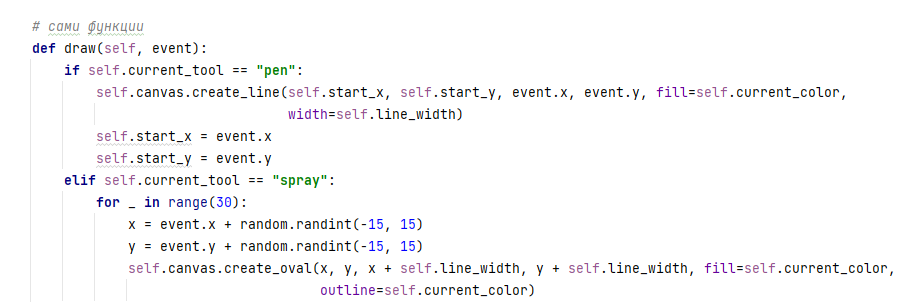 # сами функции
def draw(self, event):
    if self.current_tool == "pen":
        self.canvas.create_line(self.start_x, self.start_y, event.x, event.y, fill=self.current_color,
                                width=self.line_width)
        self.start_x = event.x
        self.start_y = event.y
    elif self.current_tool == "spray":
        for _ in range(30):
            x = event.x + random.randint(-15, 15)
            y = event.y + random.randint(-15, 15)
            self.canvas.create_oval(x, y, x + self.line_width, y + self.line_width, fill=self.current_color,
                                    outline=self.current_color)